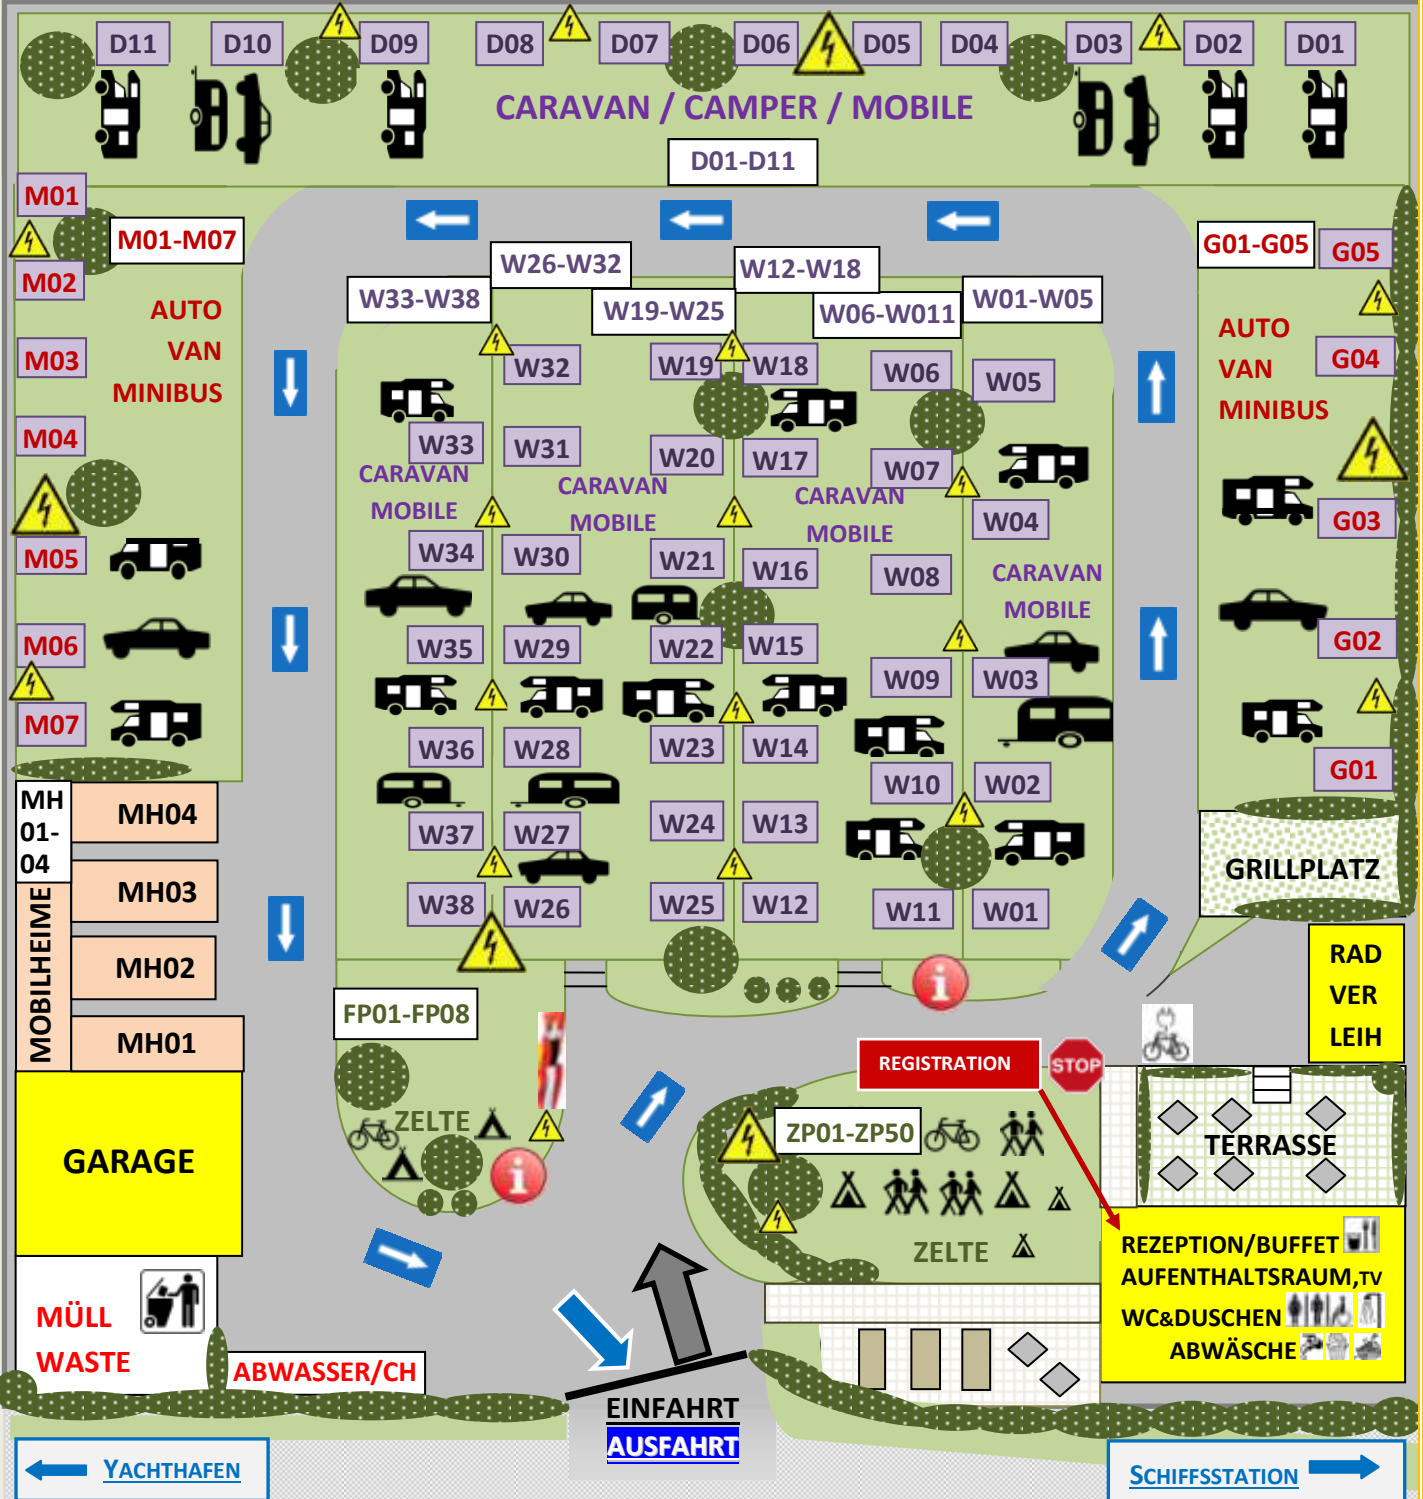 D11
D10
D09
D08
D07
D06
D05
D04
D03
D02
D01
CARAVAN / CAMPER / MOBILE
D01-D11
M01
M01-M07
M02
AUTO
VAN
MINIBUS
M03
M04
M05
M06
M07
G01-G05
G05
AUTO
VAN
MINIBUS
G04
G03
G02
G01
W33-W38
W26-W32
W19-W25
W12-W18
W06-W011
W01-W05
W32
W19
W18
W06
W05
W33
W31
W20
W17
W07
CARAVAN
MOBILE
CARAVAN
MOBILE
CARAVAN
MOBILE
W04
W34
W30
W21
W16
W08
CARAVAN
MOBILE
W35
W29
W22
W15
W09
W03
W36
W28
W23
W14
W10
W02
W37
W27
W24
W13
W38
W26
W25
W12
W11
W01
MH
01-
04
MH04
MH03
MH02
MH01
MOBILHEIME
GRILLPLATZ
RAD
VER
LEIH
FP01-FP08
ZELTE
i
i
REGISTRATION
STOP
ZP01-ZP50
ZELTE
TERRASSE
GARAGE
REZEPTION/BUFFET
AUFENTHALTSRAUM,TV
WC&DUSCHEN
ABWÄSCHE
MÜLL
WASTE
ABWASSER/CH
EINFAHRT
AUSFAHRT
YACHTHAFEN
SCHIFFSSTATION